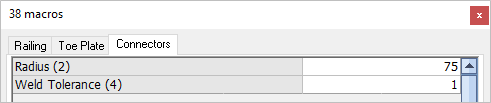 38 macros
x
Railing Toe Plate Connectors
Radius (2) 75
Weld Tolerance (4) 1